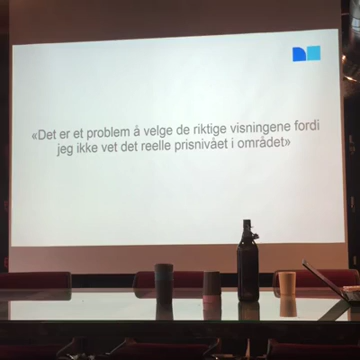 «Det er et problem å velge de riktige visningene fordi
jeg ikke vet det reelle prisnivået i området»